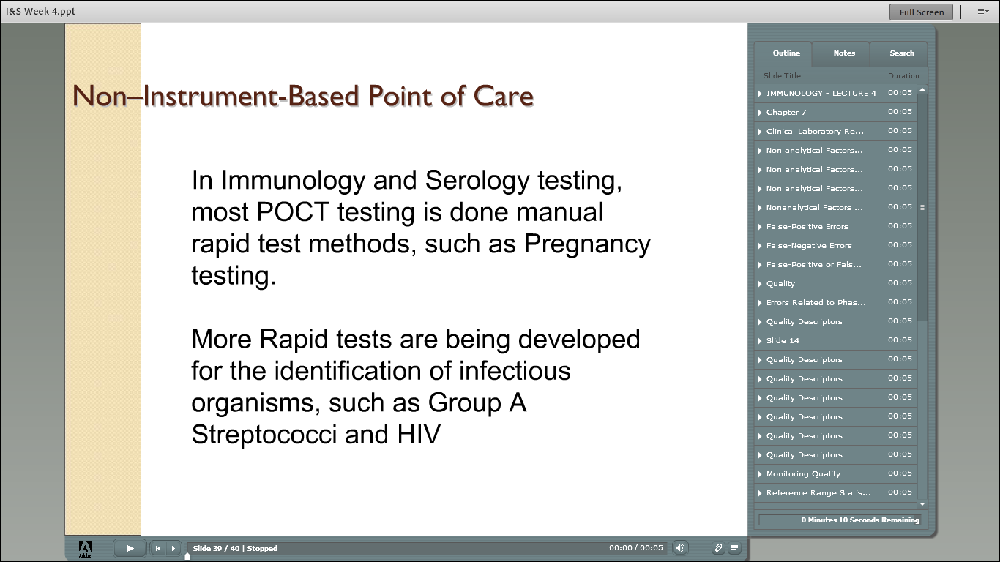 I&S Week 4.ppt
Full Screen
Non–Instrument-Based Point of Care
In Immunology and Serology testing,
most POCT testing is done manual
rapid test methods, such as Pregnancy
testing.
More Rapid tests are being developed
for the identification of infectious
organisms, such as Group A
Streptococci and HIV
Outline Notes Search
Slide Title Duration
IMMUNOLOGY - LECTURE 4 00:05
Chapter 7 00:05
Clinical Laboratory Re... 00:05
Non analytical Factors... 00:05
Non analytical Factors... 00:05
Non analytical Factors... 00:05
Nonanalytical Factors ... 00:05
False-Positive Errors 00:05
False-Negative Errors 00:05
False-Positive or Fals... 00:05
Quality 00:05
Errors Related to Phas... 00:05
Quality Descriptors 00:05
Slide 14 00:05
Quality Descriptors 00:05
Quality Descriptors 00:05
Quality Descriptors 00:05
Quality Descriptors 00:05
Quality Descriptors 00:05
Quality Descriptors 00:05
Monitoring Quality 00:05
Reference Range Statis... 00:05
0 Minutes 10 Seconds Remaining
Adobe
Slide 39 / 40 | Stopped
00:00 / 00:05